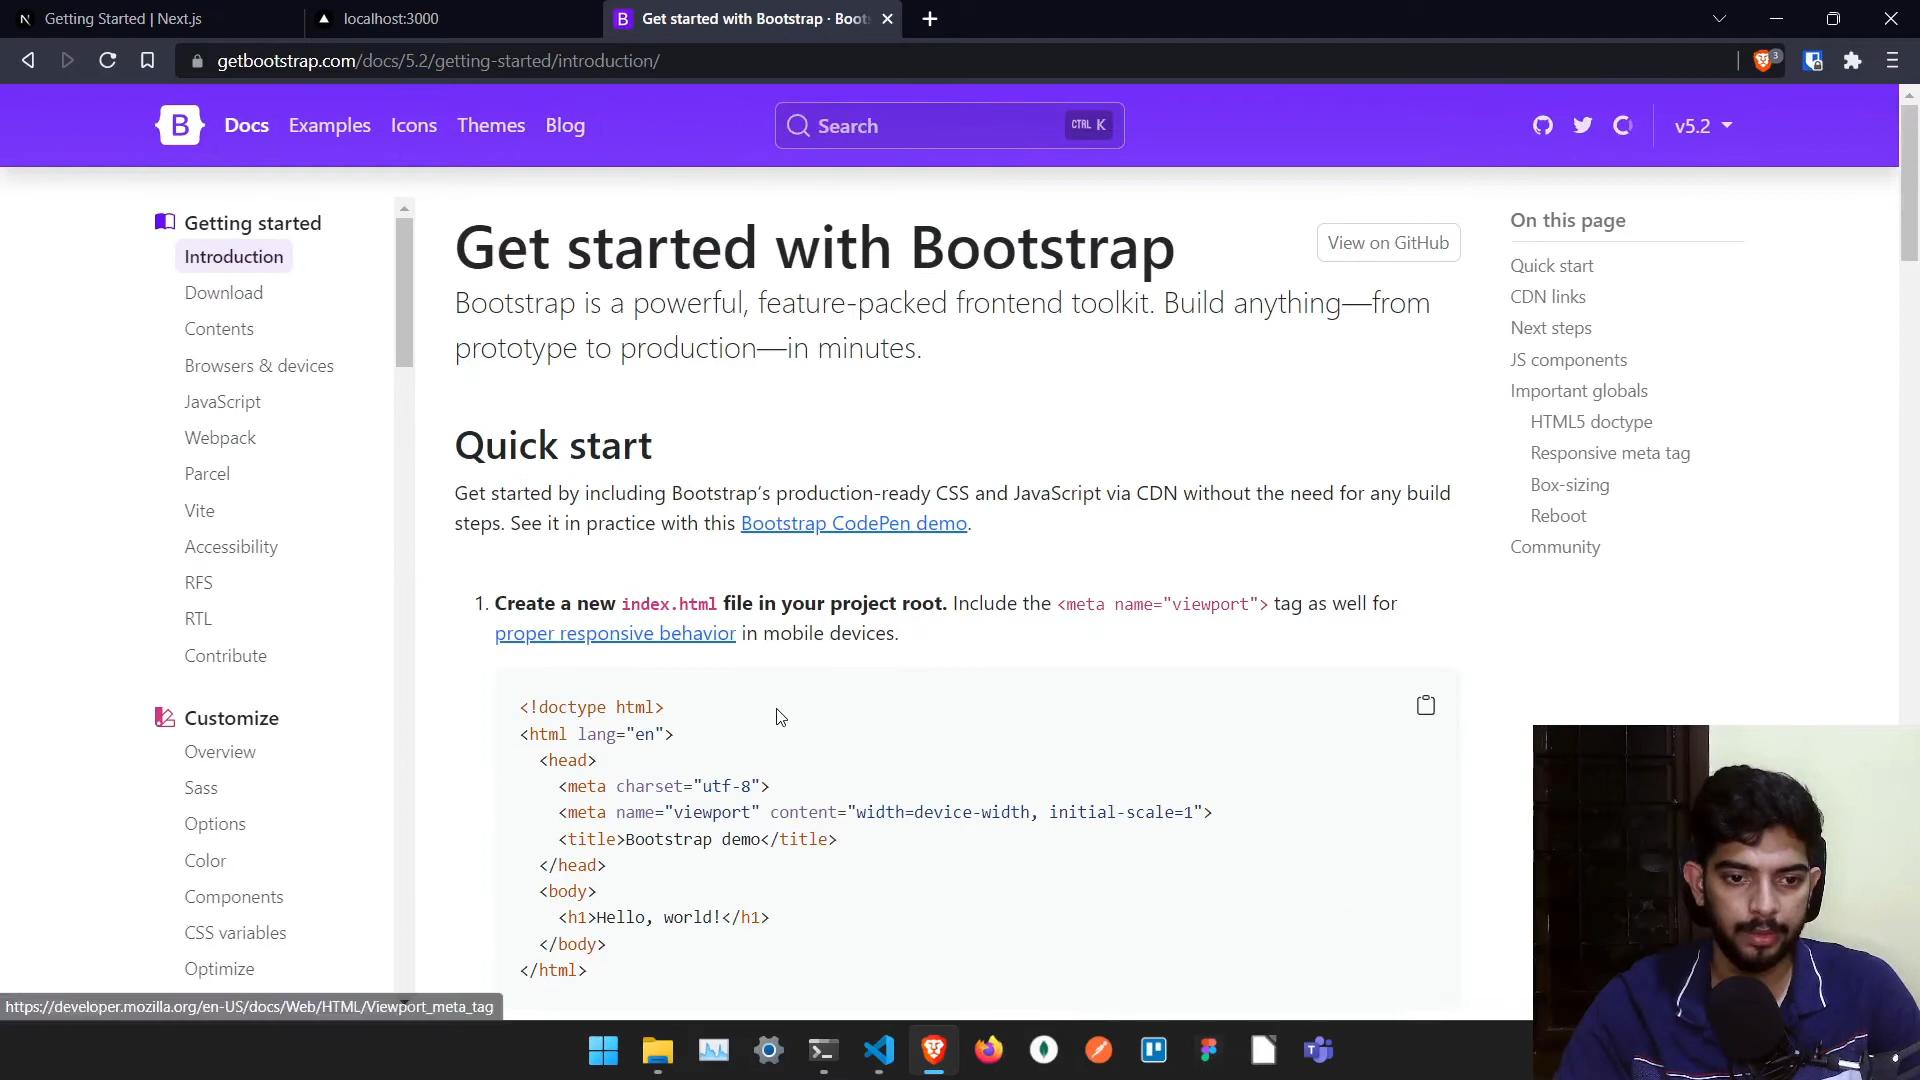 N Getting Started | Next.js
localhost:3000
B Get started with Bootstrap · Boots
getbootstrap.com/docs/5.2/getting-started/introduction/
3
B
Docs
Examples
Icons
Themes
Blog
Search
CTRL K
v5.2
Getting started
Introduction
Download
Contents
Browsers & devices
JavaScript
Webpack
Parcel
Vite
Accessibility
RFS
RTL
Contribute
Customize
Overview
Sass
Options
Color
Components
CSS variables
Optimize
Get started with Bootstrap
View on GitHub
Bootstrap is a powerful, feature-packed frontend toolkit. Build anything—from
prototype to production—in minutes.
Quick start
Get started by including Bootstrap’s production-ready CSS and JavaScript via CDN without the need for any build
steps. See it in practice with this Bootstrap CodePen demo.
1. Create a new index.html file in your project root. Include the <meta name="viewport"> tag as well for
proper responsive behavior in mobile devices.
<!doctype html>
<html lang="en">
<head>
<meta charset="utf-8">
<meta name="viewport" content="width=device-width, initial-scale=1">
<title>Bootstrap demo</title>
</head>
<body>
<h1>Hello, world!</h1>
</body>
</html>
On this page
Quick start
CDN links
Next steps
JS components
Important globals
HTML5 doctype
Responsive meta tag
Box-sizing
Reboot
Community
https://developer.mozilla.org/en-US/docs/Web/HTML/Viewport_meta_tag